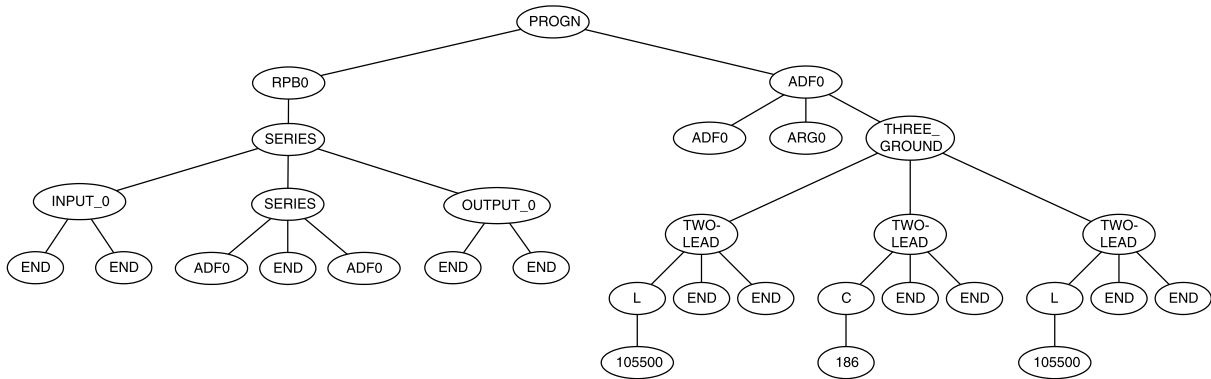 PROGN
RPB0
ADF0
SERIES
ADF0
ARG0
THREE_
GROUND
INPUT_0
SERIES
OUTPUT_0
TWO-
LEAD
TWO-
LEAD
TWO-
LEAD
END
END
ADF0
END
ADF0
END
END
L
END
END
C
END
END
L
END
END
105500
186
105500